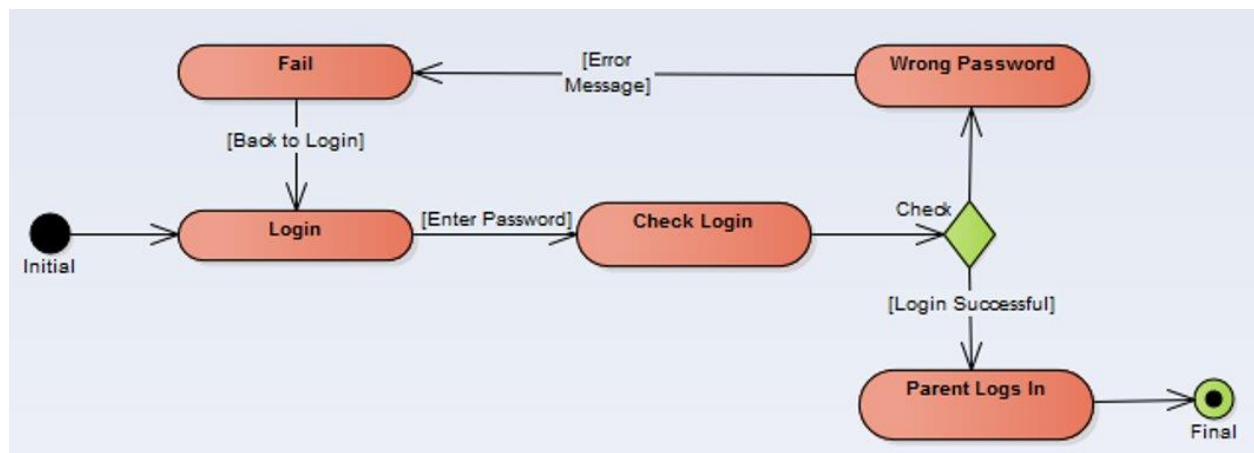 Fail
[Error
Message]
Wrong Password
[Back to Login]
Login
[Enter Password]
Check Login
Check
Initial
[Login Successful]
Parent Logs In
Final